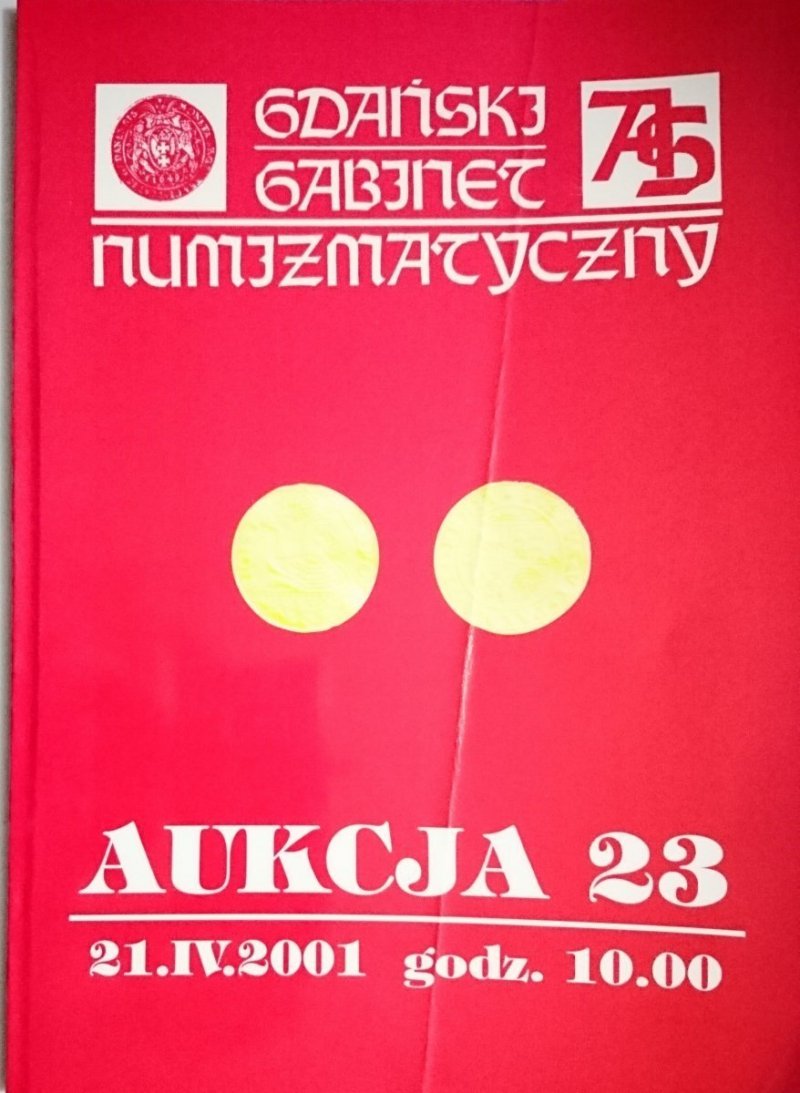 GDAŃSKI
GABINET
NUMIZMATYCZNY
AUKCJA 23
21.IV.2001 godz. 10.00